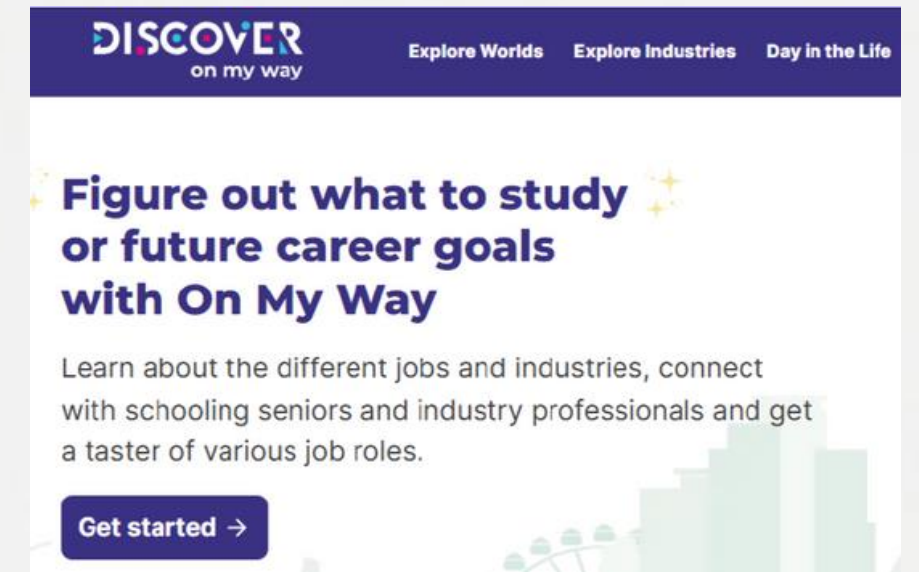 DISCOVER
on my way
Explore Worlds Explore Industries Day in the Life
Figure out what to study
or future career goals
with On My Way
Learn about the different jobs and industries, connect
with schooling seniors and industry professionals and get
a taster of various job roles.
Get started →